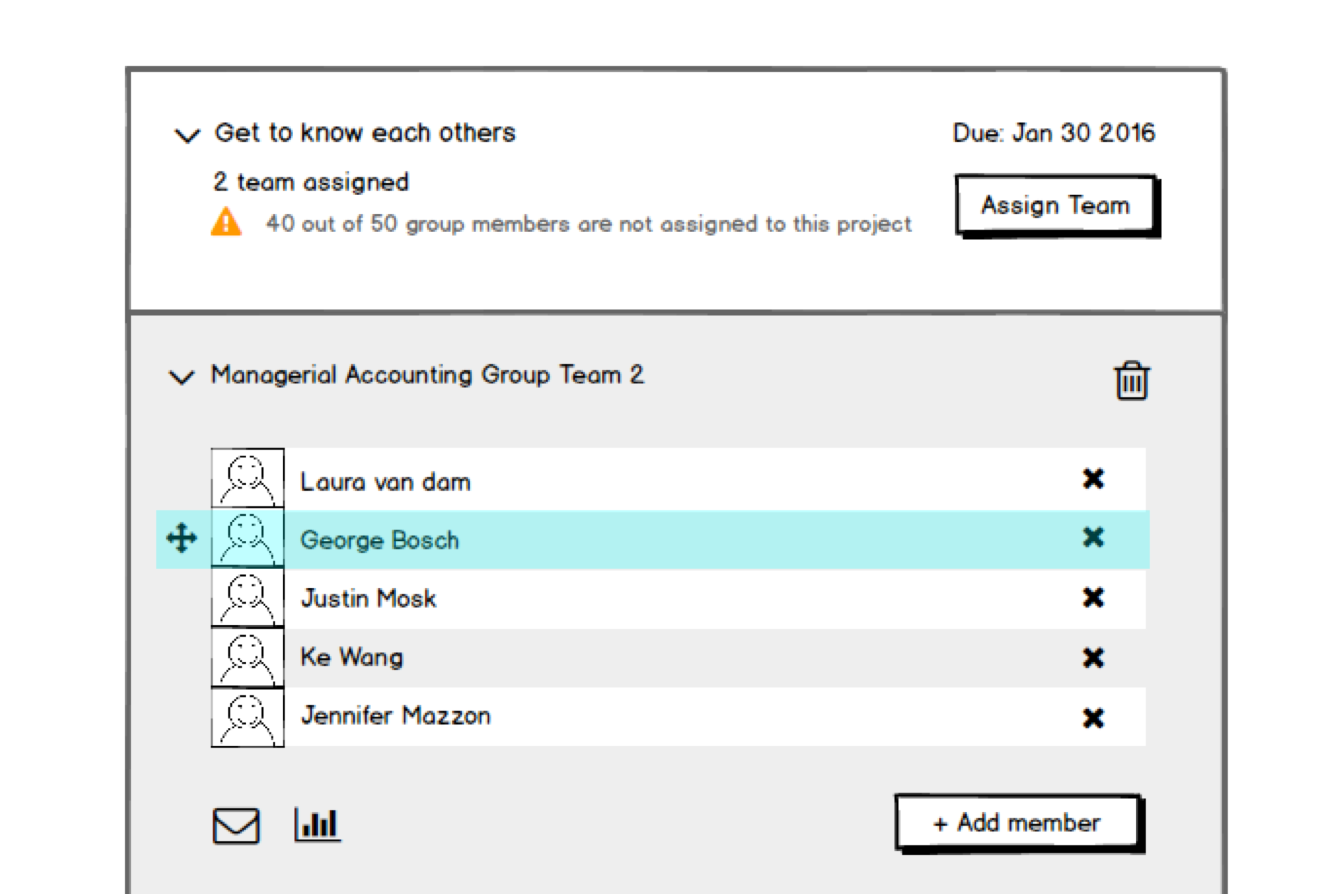 Get to know each others
Due: Jan 30 2016
2 team assigned
40 out of 50 group members are not assigned to this project
Assign Team
Managerial Accounting Group Team 2
Laura van dam
George Bosch
Justin Mosk
Ke Wang
Jennifer Mazzon
+ Add member